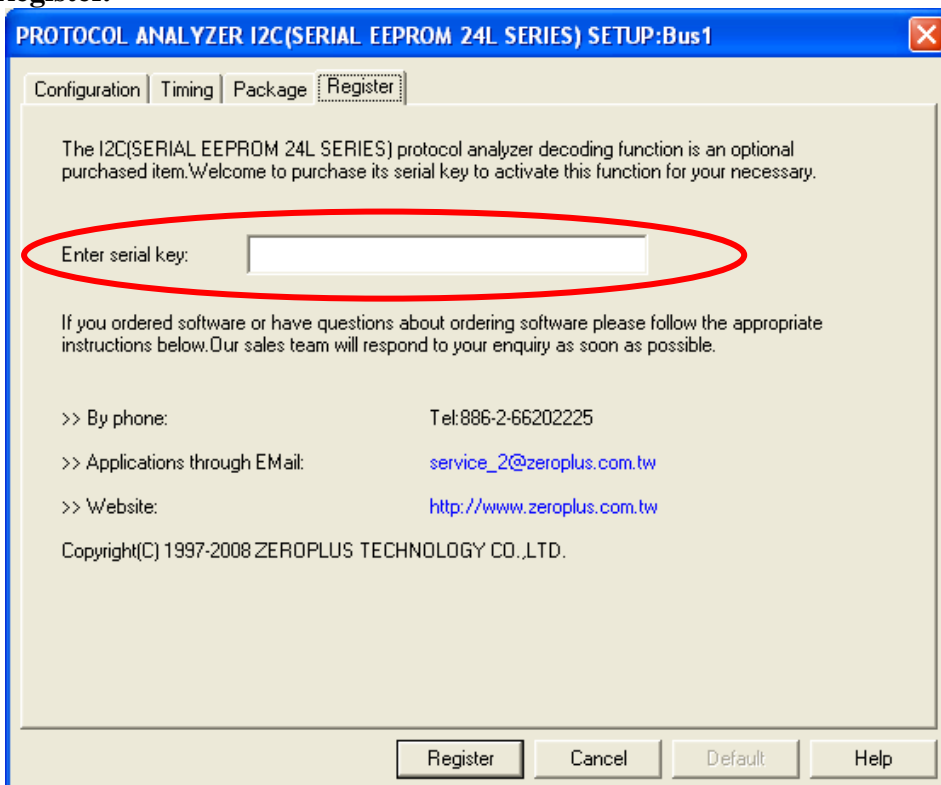 PROTOCOL ANALYZER I2C(SERIAL EEPROM 24L SERIES) SETUP:Bus1
Configuration Timing Package Register
The I2C(SERIAL EEPROM 24L SERIES) protocol analyzer decoding function is an optional
purchased item.Welcome to purchase its serial key to activate this function for your necessary.
Enter serial key:
If you ordered software or have questions about ordering software please follow the appropriate
instructions below.Our sales team will respond to your enquiry as soon as possible.
>> By phone: Tel:886-2-66202225
>> Applications through EMail: service_2@zeroplus.com.tw
>> Website: http://www.zeroplus.com.tw
Copyright(C) 1997-2008 ZEROPLUS TECHNOLOGY CO.,LTD.
Register Cancel Default Help